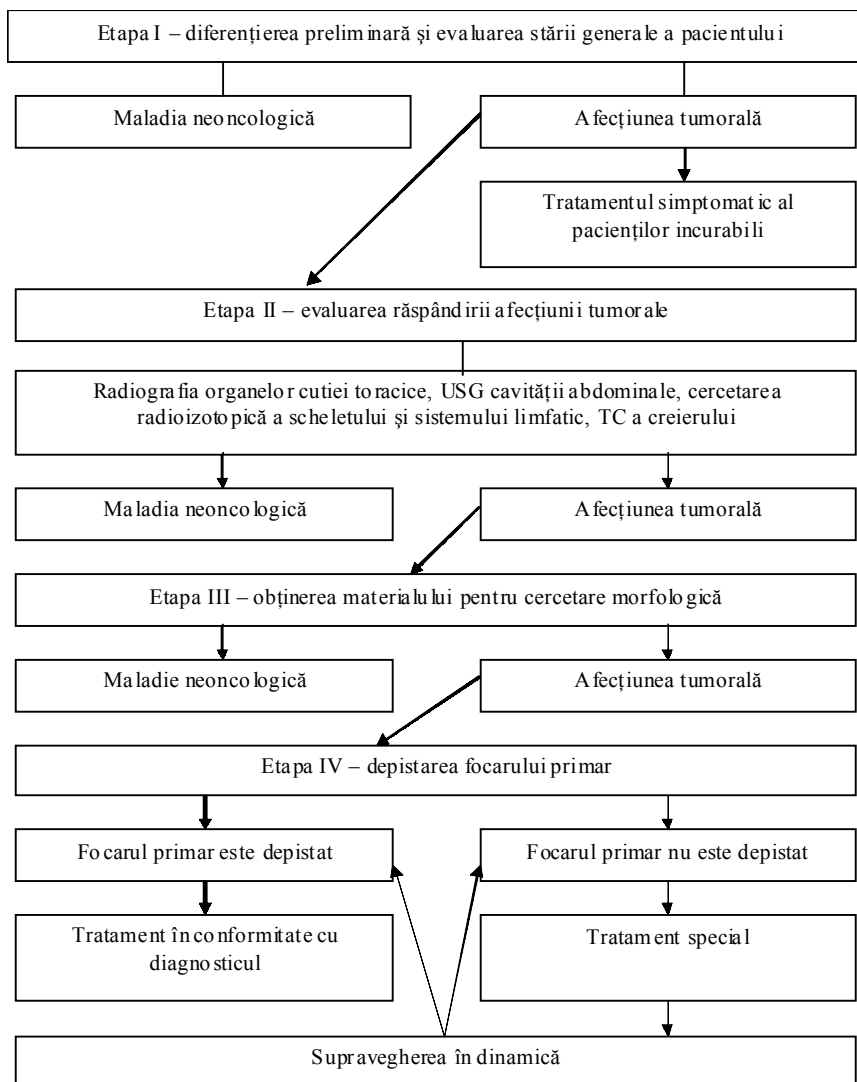 Etapa I – diferențierea preliminară şi evaluarea stării generale a pacientului
Maladia neoncologică
Afecțiunea tumorală
Tratamentul simptomatic al
pacienților incurabili
Etapa II – evaluarea răspândirii afecțiunii tumorale
Radiografia organelor cutiei toracice, USG cavității abdominale, cercetarea
radioizotopică a scheletului şi sistemului limfatic, TC a creierului
Maladia neoncologică
Afecțiunea tumorală
Etapa III – obținerea materialului pentru cercetare morfologică
Maladie neoncologică
Afecțiunea tumorală
Etapa IV – depistarea focarului primar
Focarul primar este depistat
Focarul primar nu este depistat
Tratament în conformitate cu
diagnosticul
Tratament special
Supravegherea în dinamică